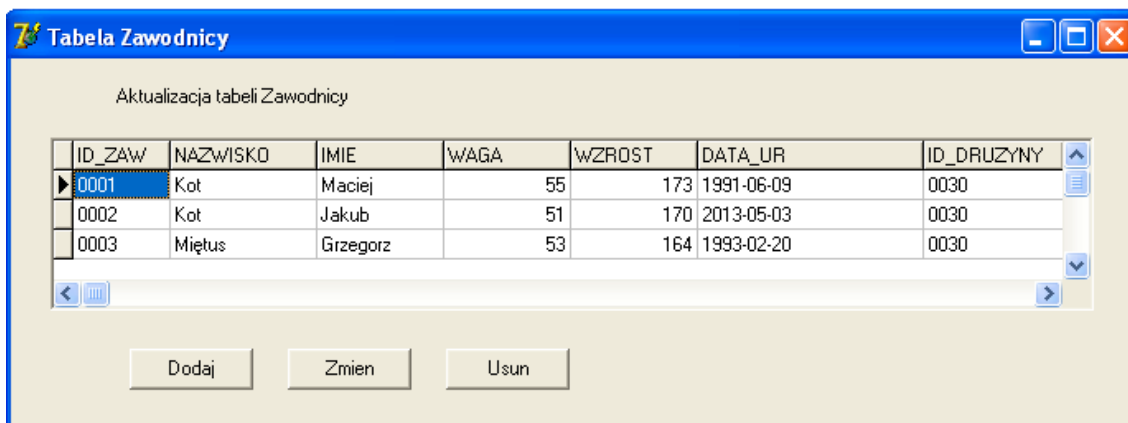 Tabela Zawodnicy
Aktualizacja tabeli Zawodnicy
ID_ZAW NAZWISKO IMIE WAGA WZROST DATA_UR ID_DRUZYNY
0001 Kot Maciej 55 173 1991-06-09 0030
0002 Kot Jakub 51 170 2013-05-03 0030
0003 Miętus Grzegorz 53 164 1993-02-20 0030
Dodaj Zmien Usun